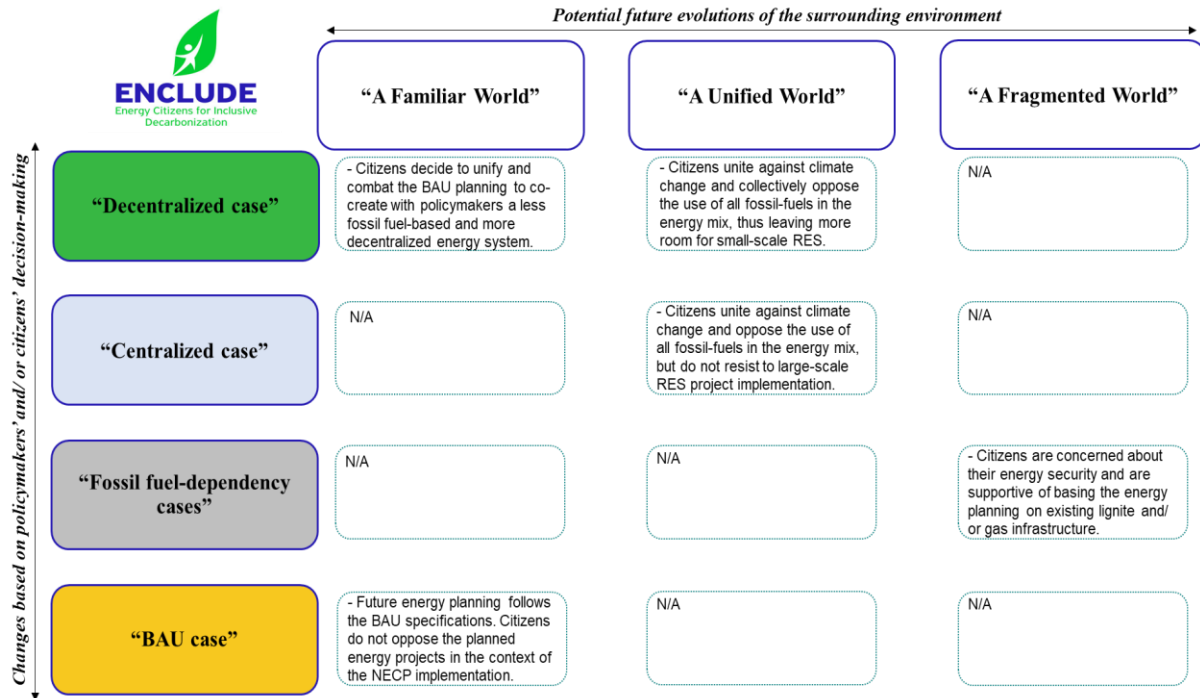 Potential future evolutions of the surrounding environment
ENCLUDE
Energy Citizens for Inclusive
Decarbonization
“A Familiar World”
“A Unified World”
“A Fragmented World”
Changes based on policymakers’ and/ or citizens’ decision-making
“Decentralized case”
- Citizens decide to unify and
combat the BAU planning to co-
create with policymakers a less
fossil fuel-based and more
decentralized energy system.
- Citizens unite against climate
change and collectively oppose
the use of all fossil-fuels in the
energy mix, thus leaving more
room for small-scale RES.
N/A
“Centralized case”
N/A
- Citizens unite against climate
change and oppose the use of
all fossil-fuels in the energy mix,
but do not resist to large-scale
RES project implementation.
N/A
“Fossil fuel-dependency
cases”
N/A
N/A
- Citizens are concerned about
their energy security and are
supportive of basing the energy
planning on existing lignite and/
or gas infrastructure.
“BAU case”
- Future energy planning follows
the BAU specifications. Citizens
do not oppose the planned
energy projects in the context of
the NECP implementation.
N/A
N/A